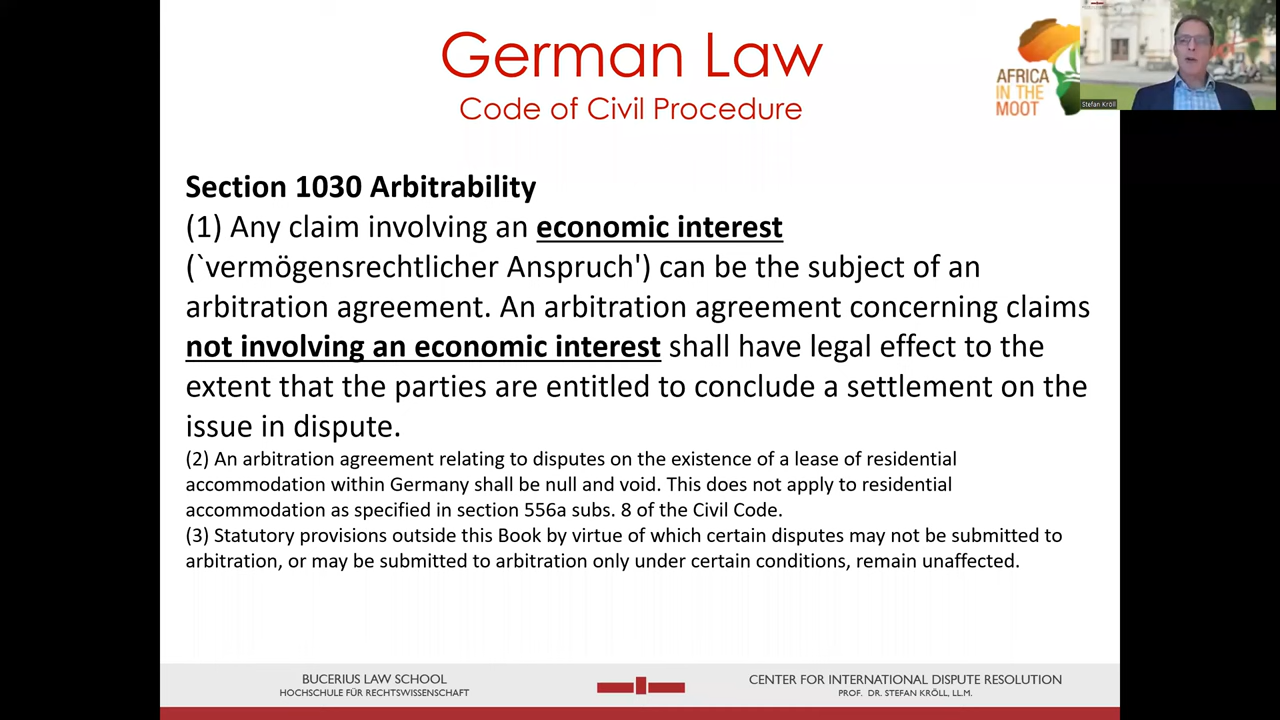 German Law
Code of Civil Procedure
AFRICA
IN THE
MOOT
Stefan Kröll
Section 1030 Arbitrability
(1) Any claim involving an economic interest
(`vermögensrechtlicher Anspruch') can be the subject of an
arbitration agreement. An arbitration agreement concerning claims
not involving an economic interest shall have legal effect to the
extent that the parties are entitled to conclude a settlement on the
issue in dispute.
(2) An arbitration agreement relating to disputes on the existence of a lease of residential
accommodation within Germany shall be null and void. This does not apply to residential
accommodation as specified in section 556a subs. 8 of the Civil Code.
(3) Statutory provisions outside this Book by virtue of which certain disputes may not be submitted to
arbitration, or may be submitted to arbitration only under certain conditions, remain unaffected.
BUCERIUS LAW SCHOOL
HOCHSCHULE FÜR RECHTSWISSENSCHAFT
CENTER FOR INTERNATIONAL DISPUTE RESOLUTION
PROF. DR. STEFAN KRÖLL, LL.M.